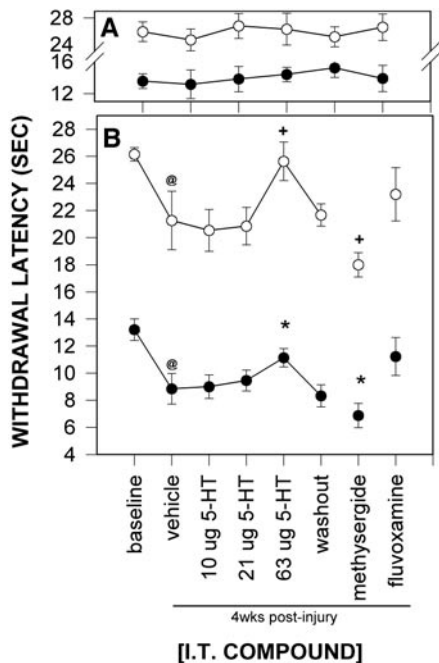 A
28
24
16
12
WITHDRAWAL LATENCY (SEC)
B
28
26
24
22
20
18
16
14
12
10
8
6
4
@
+
+
@
*
*
baseline
vehicle
10 ug 5-HT
21 ug 5-HT
63 ug 5-HT
washout
methysergide
fluvoxamine
4wks post-injury
[I.T. COMPOUND]